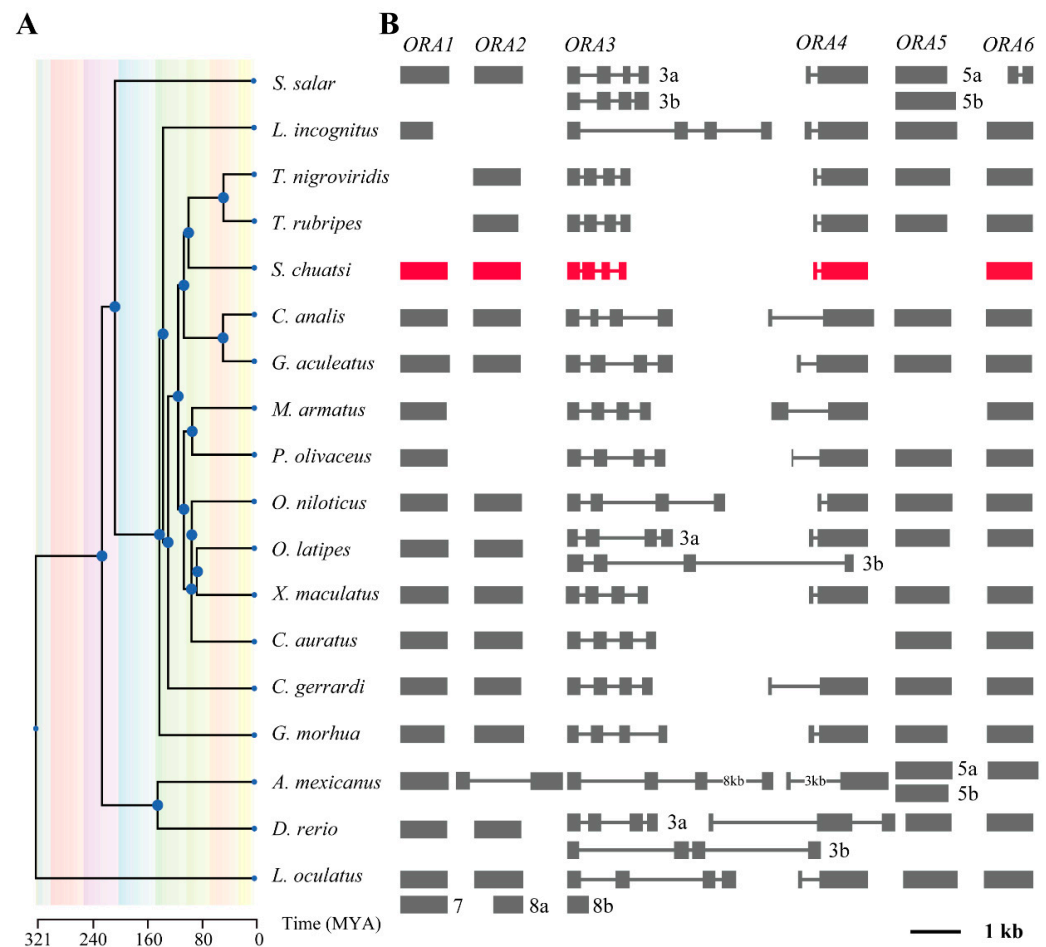 A
B
ORA1 ORA2 ORA3 ORA4 ORA5 ORA6
S. salar 3a 5a
3b 5b
L. incognitus
T. nigroviridis
T. rubripes
S. chuatsi
C. analis
G. aculeatus
M. armatus
P. olivaceus
O. niloticus
O. latipes 3a
3b
X. maculatus
C. auratus
C. gerrardi
G. morhua
A. mexicanus 8kb 3kb 5a
5b
D. rerio 3a
3b
L. oculatus
7 8a 8b
Time (MYA)
321 240 160 80 0
1 kb